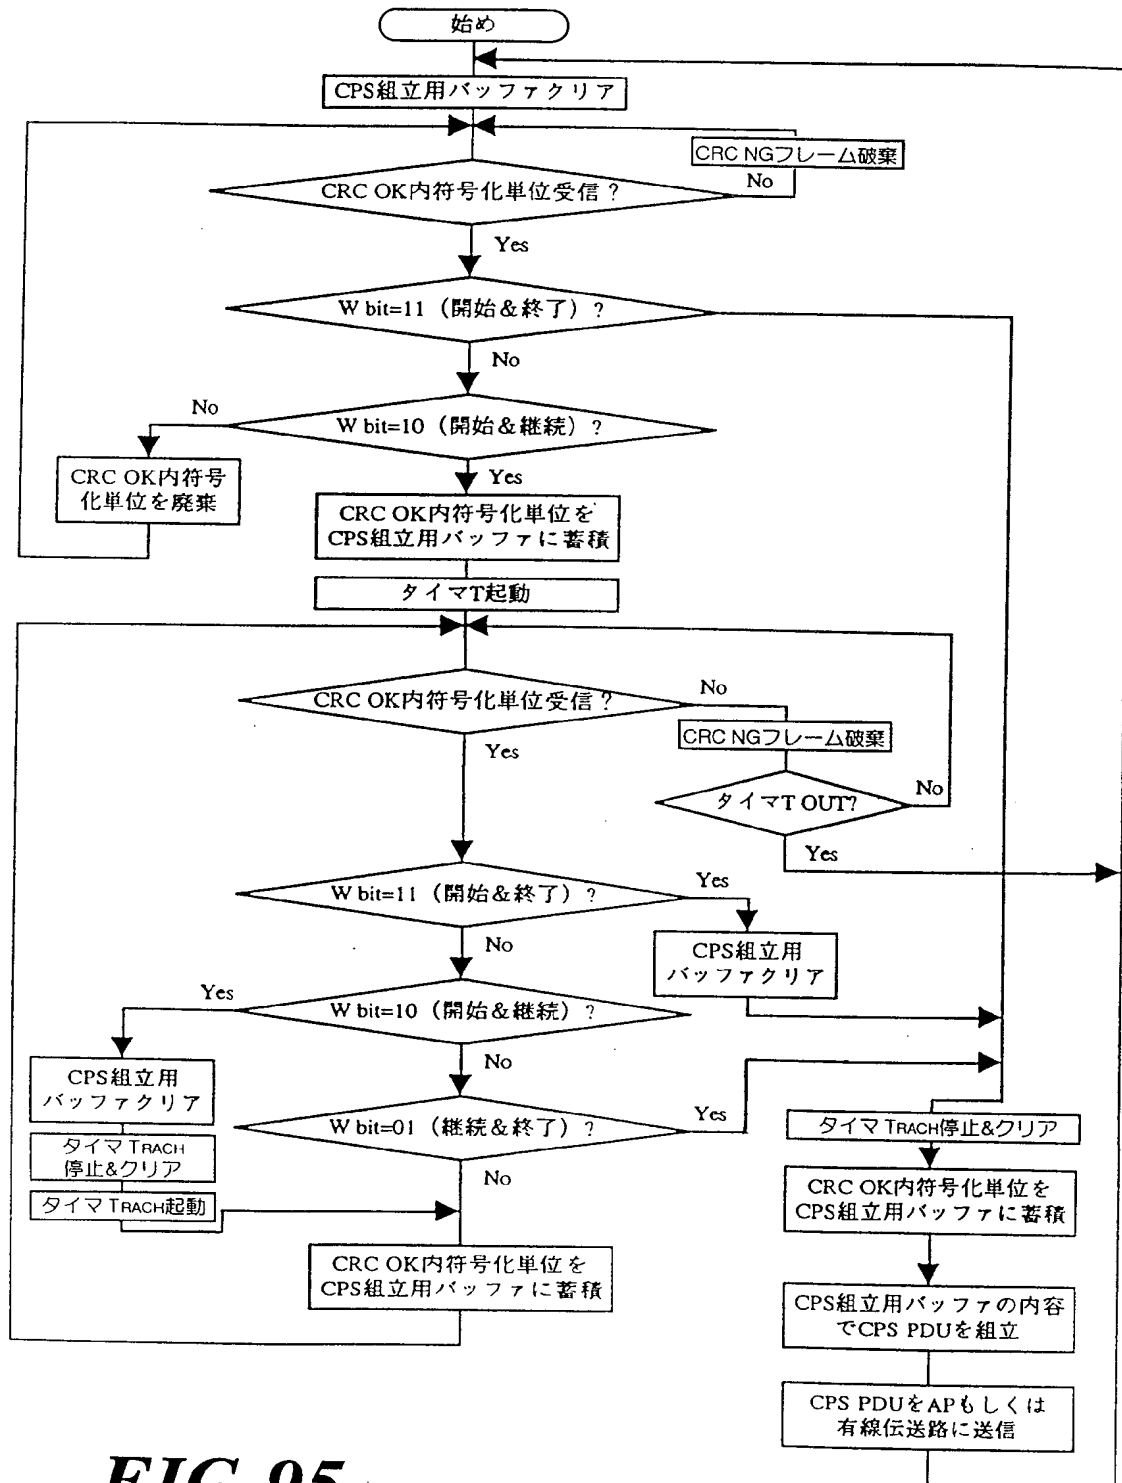 始め
CPS組立用バッファクリア
CRC NGフレーム破棄
No
CRC OK内符号化単位受信？
Yes
W bit=11（開始&終了）？
No
No
W bit=10（開始&継続）？
Yes
CRC OK内符号
化単位を廃棄
CRC OK内符号化単位を
CPS組立用バッファに蓄積
タイマT起動
CRC OK内符号化単位受信？
No
CRC NGフレーム破棄
Yes
タイマT OUT?
No
Yes
W bit=11（開始&終了）？
Yes
CPS組立用
バッファクリア
No
Yes
W bit=10（開始&継続）？
No
CPS組立用
バッファクリア
タイマ TRACH
停止&クリア
タイマ TRACH起動
W bit=01（継続&終了）？
Yes
No
CRC OK内符号化単位を
CPS組立用バッファに蓄積
タイマ TRACH停止&クリア
CRC OK内符号化単位を
CPS組立用バッファに蓄積
CPS組立用バッファの内容
でCPS PDUを組立
CPS PDUをAPもしくは
有線伝送路に送信
FIG.95